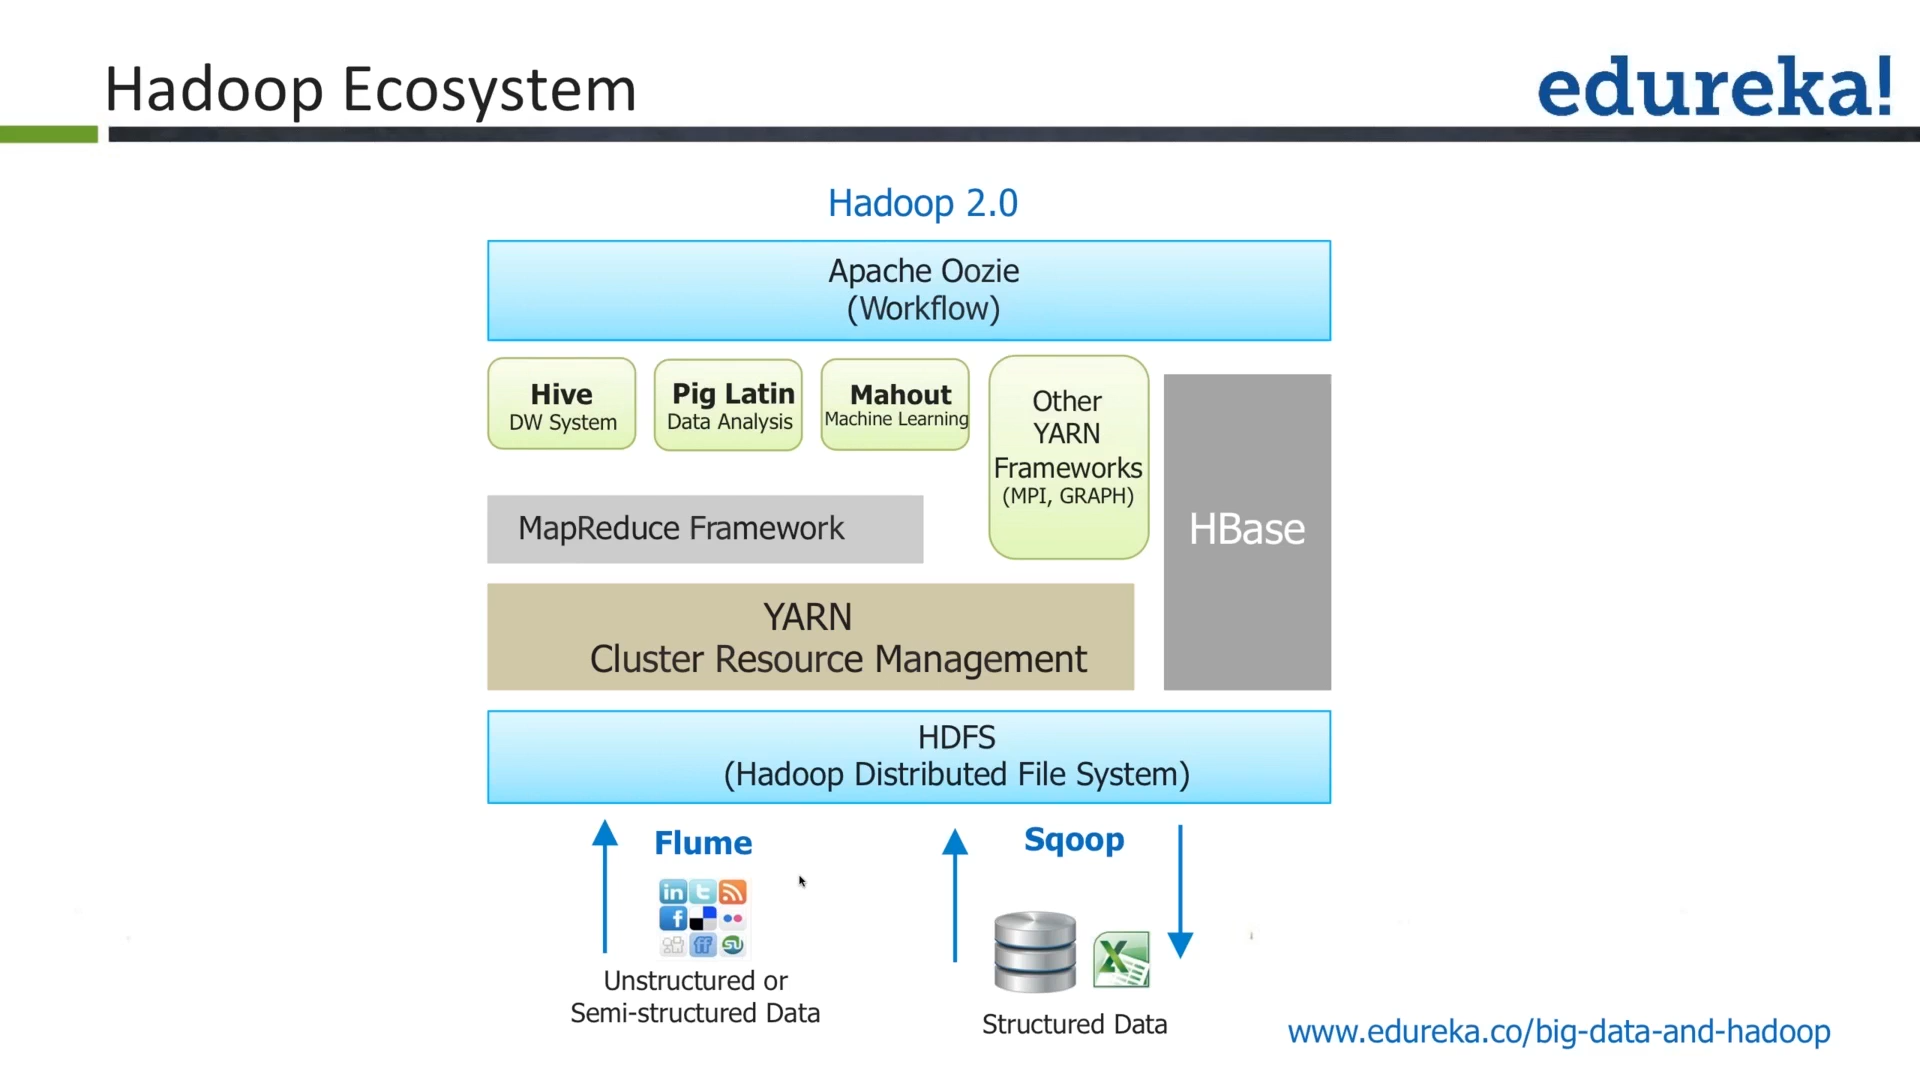 Hadoop Ecosystem
edureka!
Hadoop 2.0
Apache Oozie
(Workflow)
Hive
DW System
Pig Latin
Data Analysis
Mahout
Machine Learning
Other
YARN
Frameworks
(MPI, GRAPH)
HBase
MapReduce Framework
YARN
Cluster Resource Management
HDFS
(Hadoop Distributed File System)
Flume
Sqoop
in t
f
ff
X
Unstructured or
Semi-structured Data
Structured Data
www.edureka.co/big-data-and-hadoop